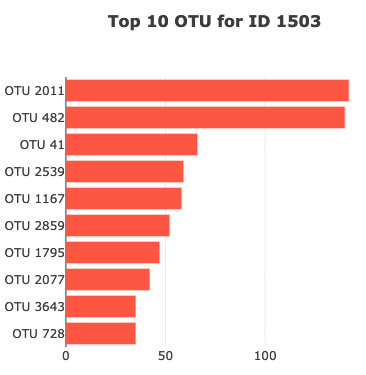 Top 10 OTU for ID 1503
OTU 2011
OTU 482
OTU 41
OTU 2539
OTU 1167
OTU 2859
OTU 1795
OTU 2077
OTU 3643
OTU 728
0 50 100